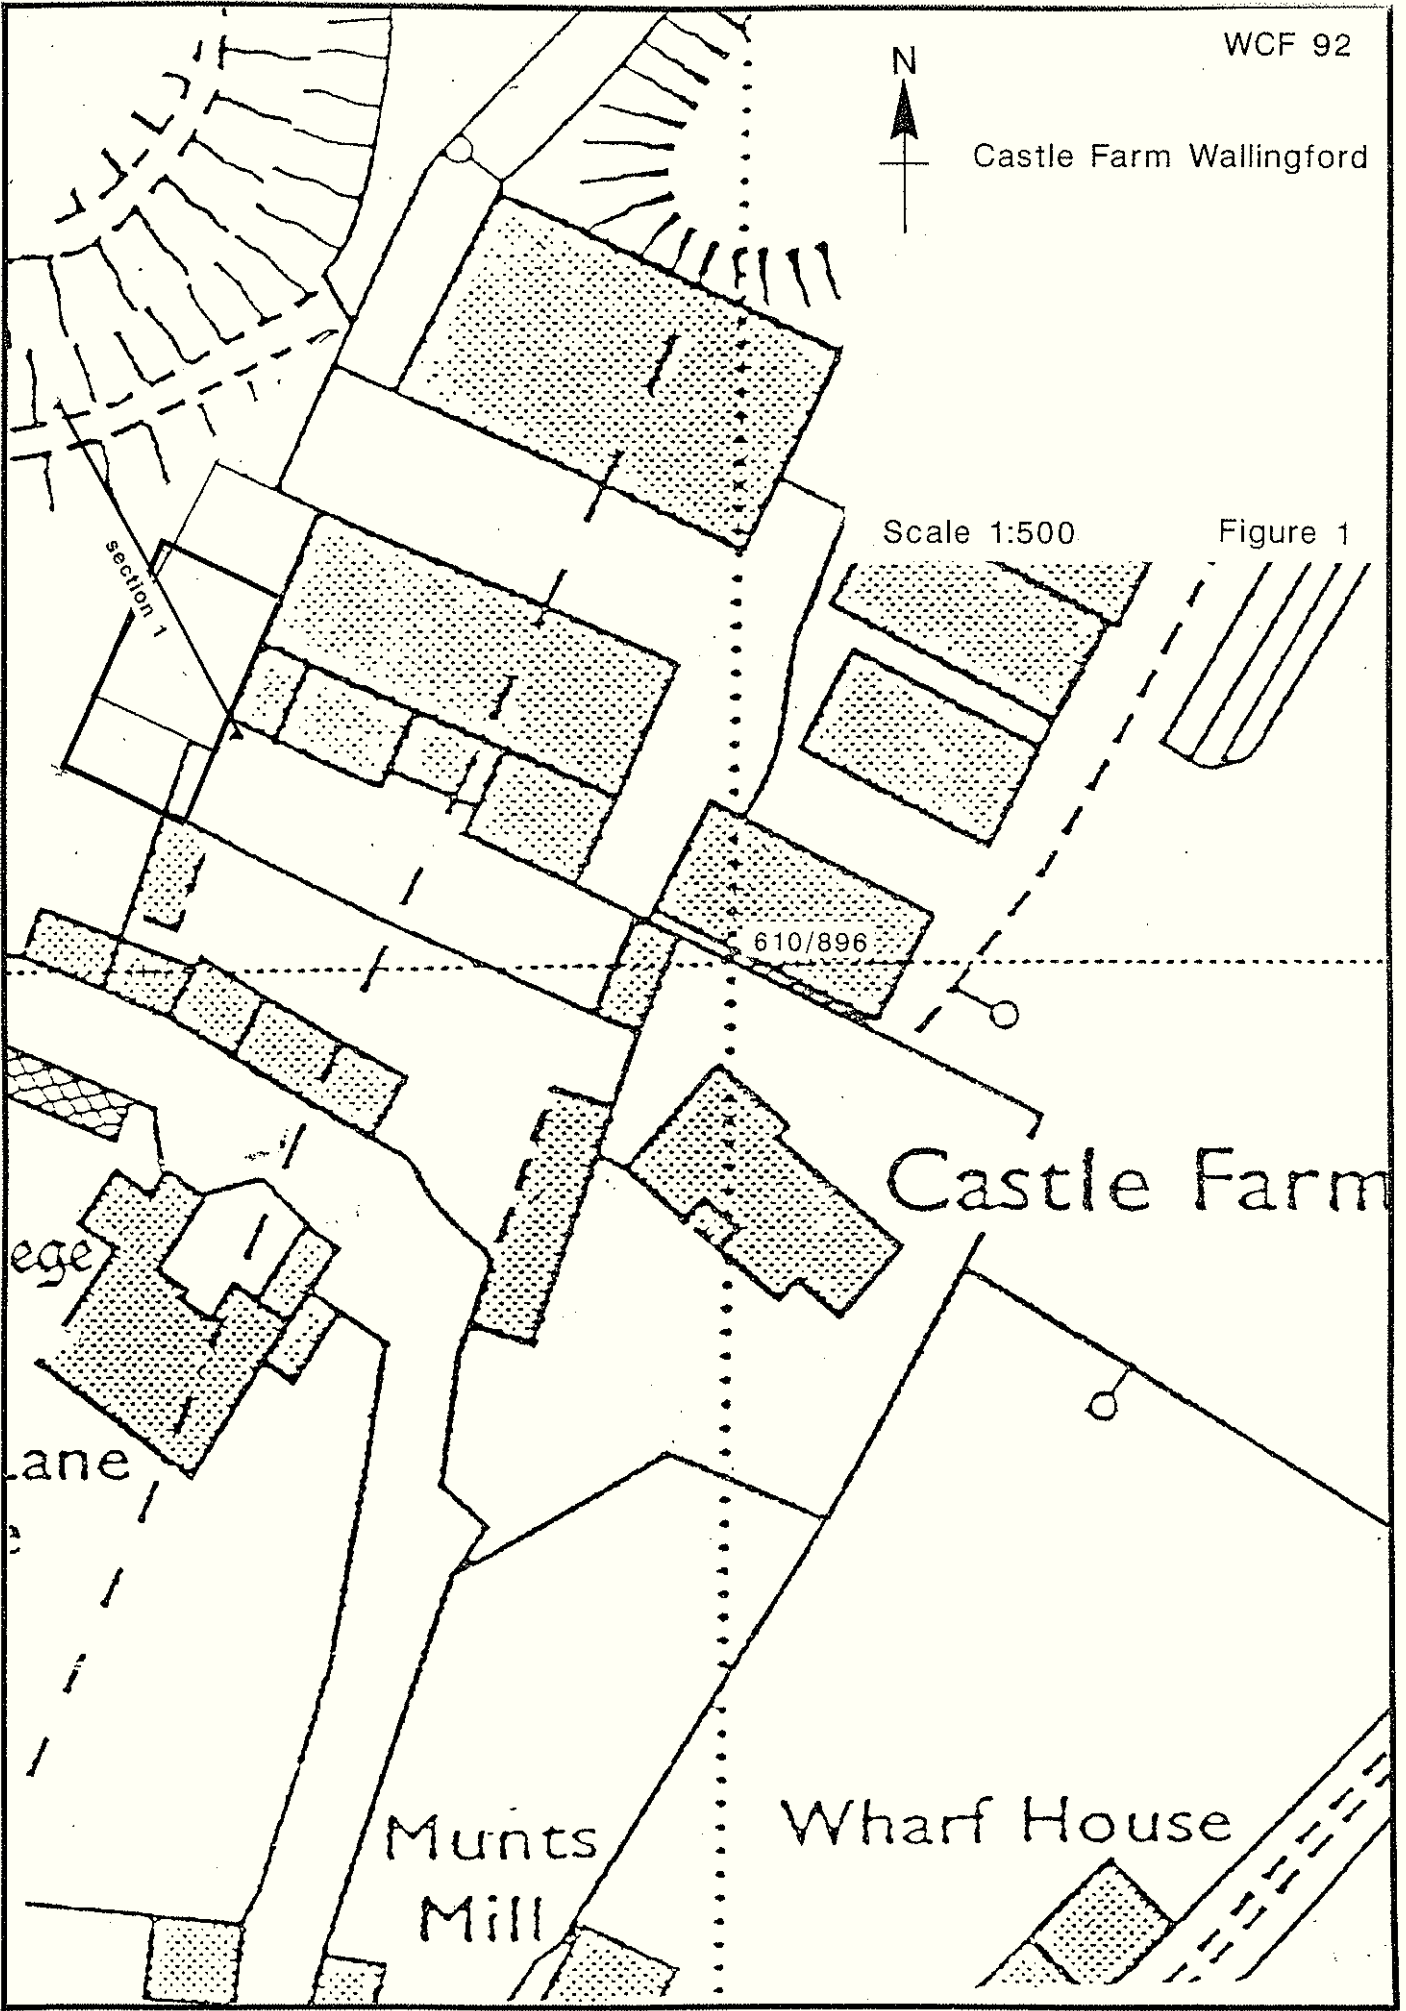 WCF 92
N
Castle Farm Wallingford
Scale 1:500
Figure 1
section 1
610/896
Castle Farm
ege
Lane
e
Munts
Mill
Wharf House